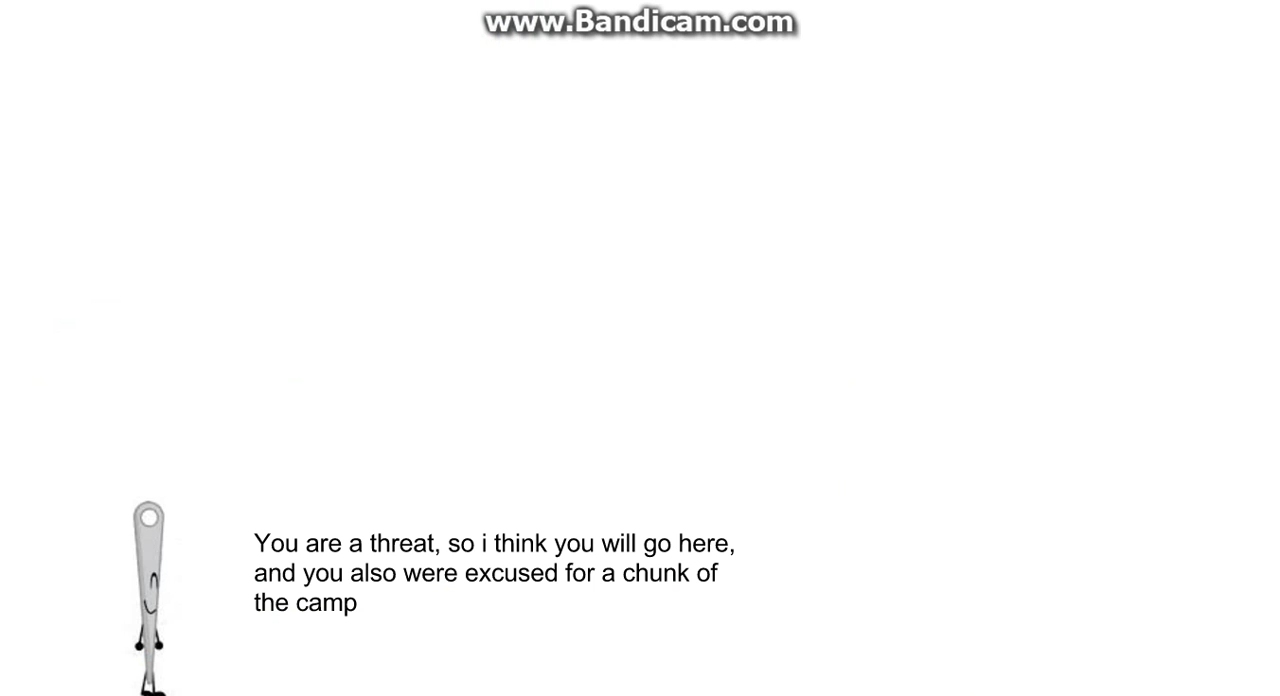 www.Bandicam.com
You are a threat, so i think you will go here,
and you also were excused for a chunk of
the camp